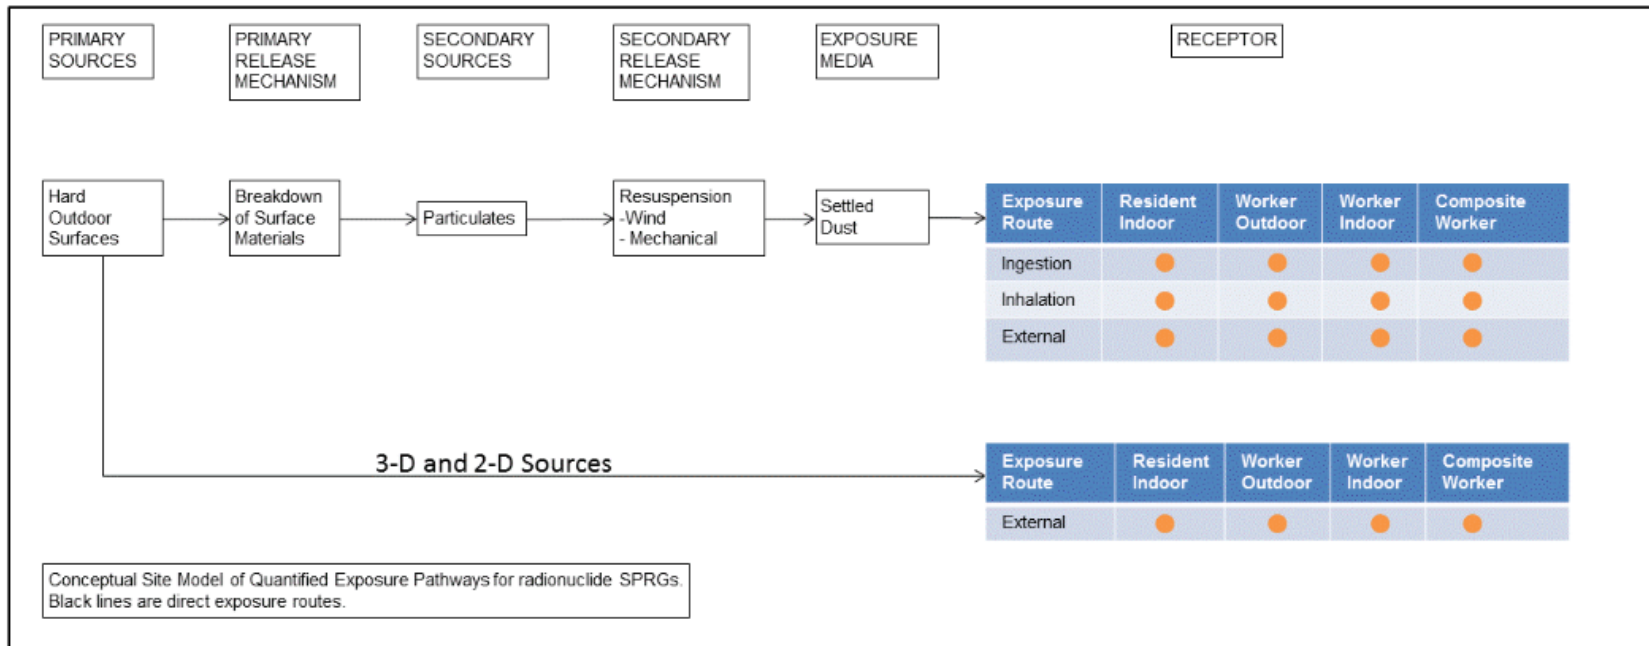 PRIMARY
SOURCES
PRIMARY
RELEASE
MECHANISM
SECONDARY
SOURCES
SECONDARY
RELEASE
MECHANISM
EXPOSURE
MEDIA
RECEPTOR
Hard
Outdoor
Surfaces
Breakdown
of Surface
Materials
Particulates
Resuspension
-Wind
- Mechanical
Settled
Dust
Exposure
Route
Resident
Indoor
Worker
Outdoor
Worker
Indoor
Composite
Worker
Ingestion
Inhalation
External
3-D and 2-D Sources
Exposure
Route
Resident
Indoor
Worker
Outdoor
Worker
Indoor
Composite
Worker
External
Conceptual Site Model of Quantified Exposure Pathways for radionuclide SPRGs.
Black lines are direct exposure routes.